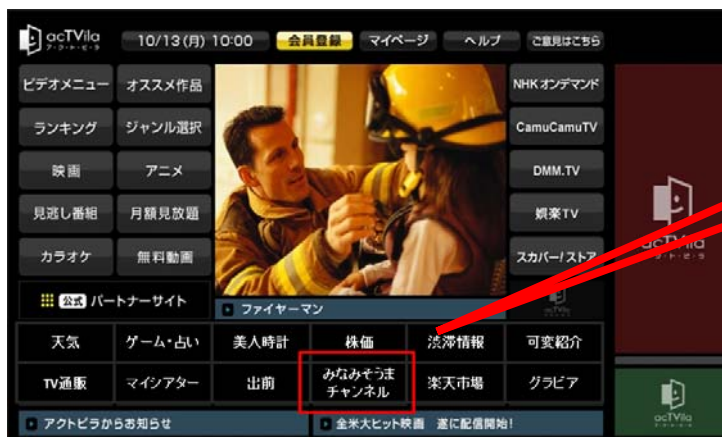 acTVila
ア・ク・ト・ビ・ラ
10/13(月) 10:00
会員登録
マイページ
ヘルプ
ご意見はこちら
ビデオメニュー
オススメ作品
NHKオンデマンド
ランキング
ジャンル選択
CamuCamuTV
映画
アニメ
DMM.TV
見逃し番組
月額見放題
娯楽TV
カラオケ
無料動画
スカパー!ストア
acTVila
公式 パートナーサイト
ファイヤーマン
天気
ゲーム・占い
美人時計
株価
渋滞情報
可変紹介
TV通販
マイシアター
出前
みなみそうま
チャンネル
楽天市場
グラビア
アクトビラからお知らせ
全米大ヒット映画 遂に配信開始!
acTVila